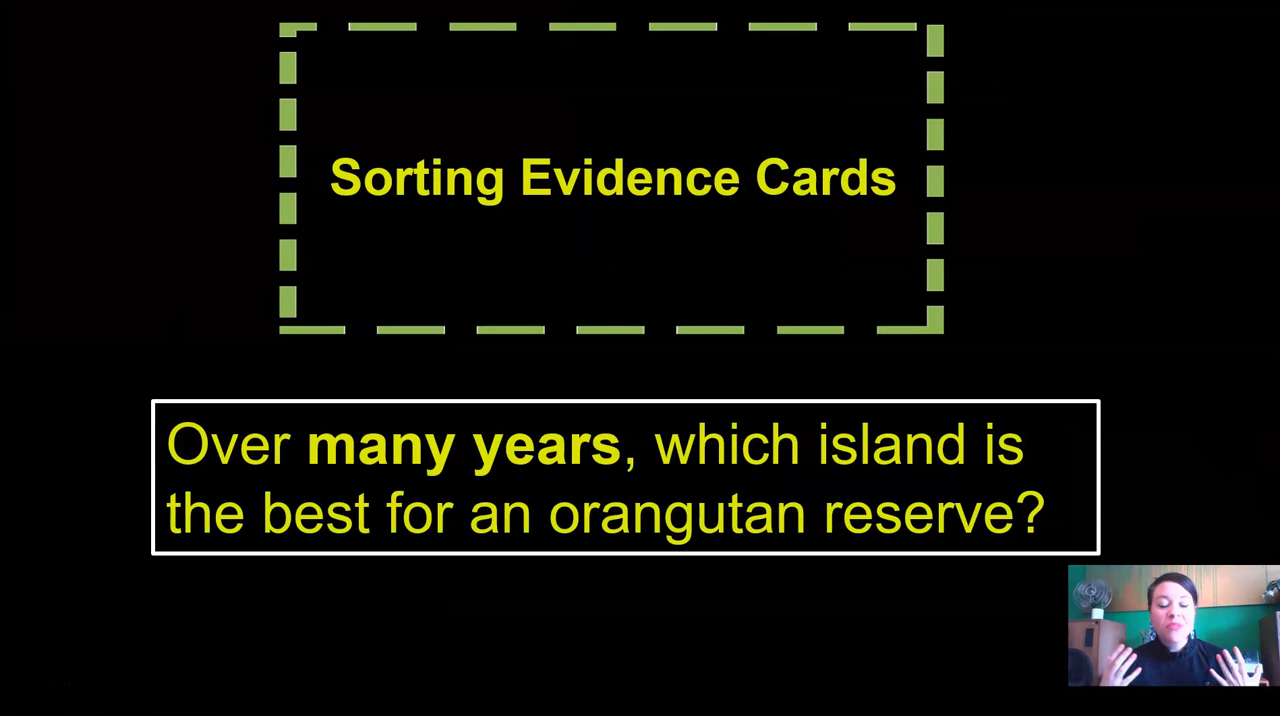 Sorting Evidence Cards
Over many years, which island is
the best for an orangutan reserve?